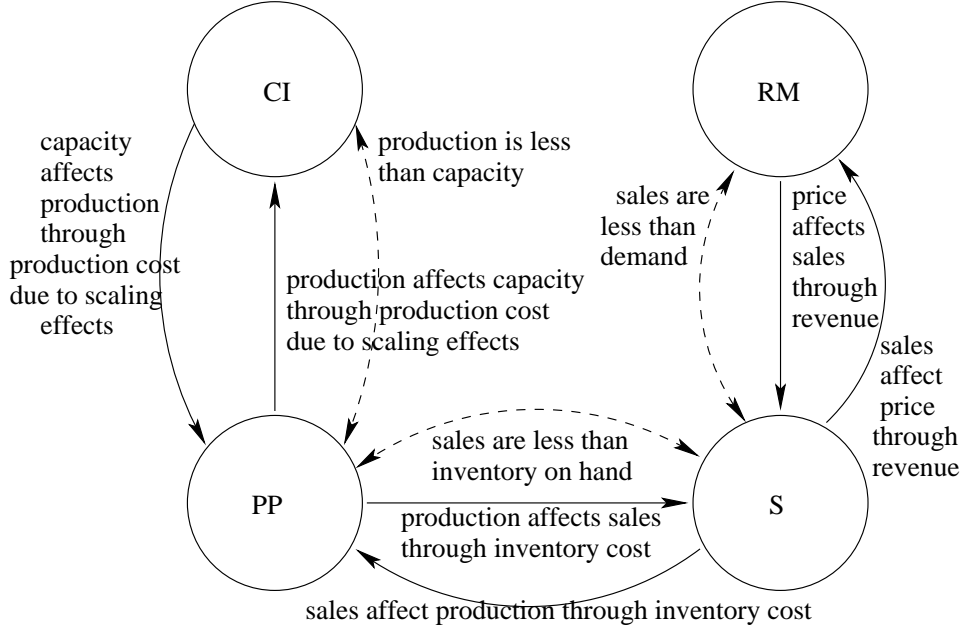 CI
RM
capacity
affects
production
through
production cost
due to scaling
effects
production is less
than capacity
sales are
less than
demand
price
affects
sales
through
revenue
production affects capacity
through production cost
due to scaling effects
sales
affect
price
through
revenue
PP
sales are less than
inventory on hand
S
production affects sales
through inventory cost
sales affect production through inventory cost